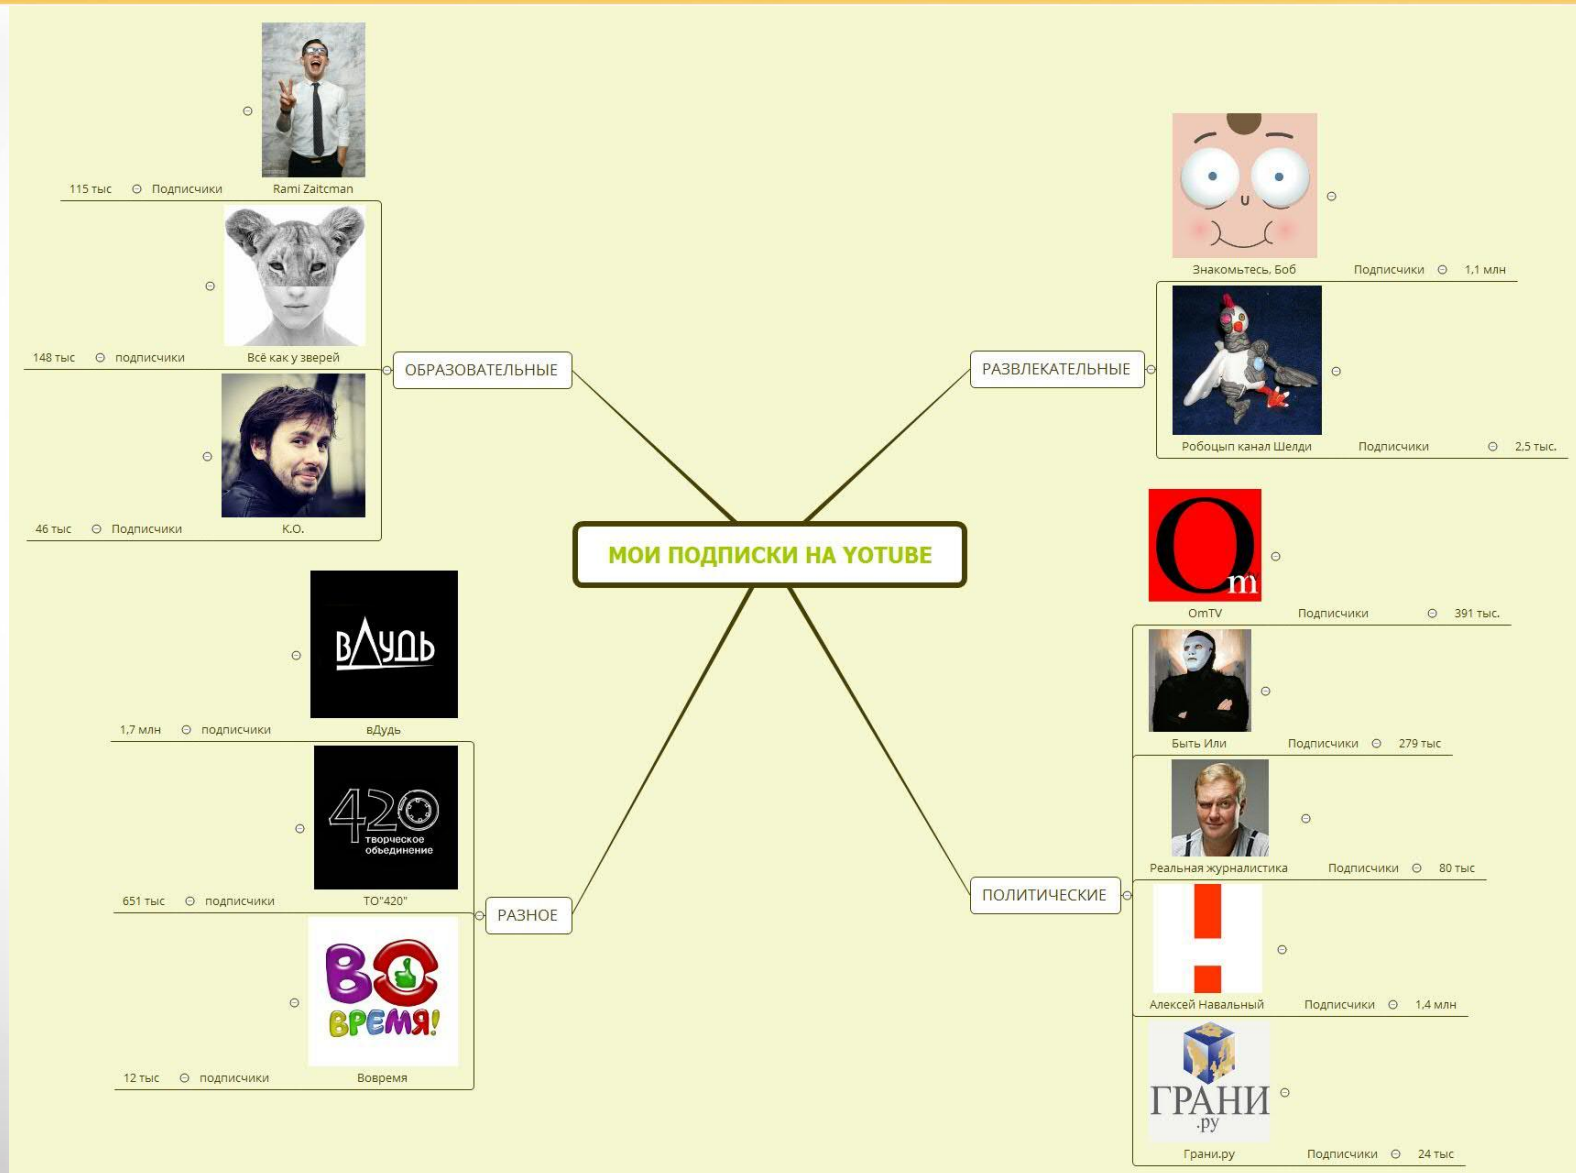 МОИ ПОДПИСКИ НА YOTUBE
ОБРАЗОВАТЕЛЬНЫЕ
Rami Zaitcman
Подписчики
115 тыс
Всё как у зверей
подписчики
148 тыс
К.О.
Подписчики
46 тыс
РАЗВЛЕКАТЕЛЬНЫЕ
Знакомьтесь, Боб
Подписчики
1,1 млн
Робоцып канал Шелди
Подписчики
2,5 тыс.
ПОЛИТИЧЕСКИЕ
Om
OmTV
Подписчики
391 тыс.
Быть Или
Подписчики
279 тыс
Реальная журналистика
Подписчики
80 тыс
Алексей Навальный
Подписчики
1,4 млн
ГРАНИ
.ру
Грани.ру
Подписчики
24 тыс
РАЗНОЕ
вДудь
вДудь
подписчики
1,7 млн
420
творческое
объединение
ТО"420"
подписчики
651 тыс
ВО
ВРЕМЯ!
Вовремя
подписчики
12 тыс